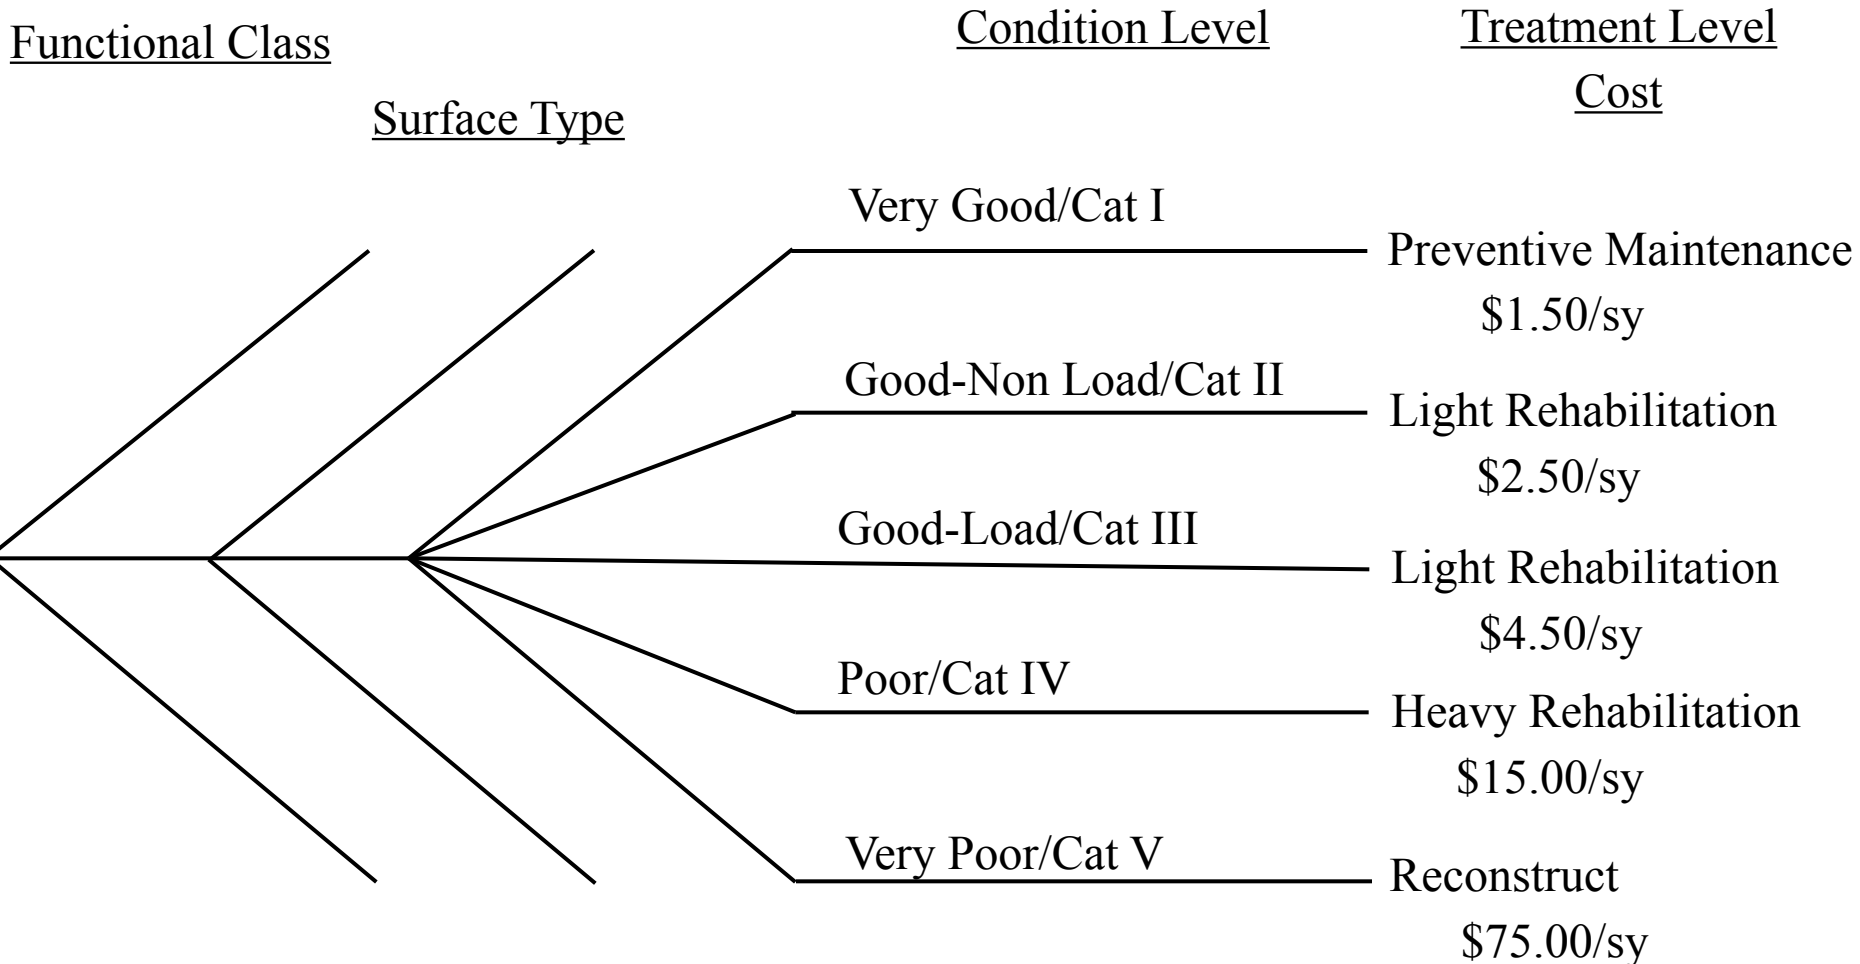 Functional Class
Surface Type
Condition Level
Treatment Level
Cost
Very Good/Cat I
Preventive Maintenance
$1.50/sy
Good-Non Load/Cat II
Light Rehabilitation
$2.50/sy
Good-Load/Cat III
Light Rehabilitation
$4.50/sy
Poor/Cat IV
Heavy Rehabilitation
$15.00/sy
Very Poor/Cat V
Reconstruct
$75.00/sy